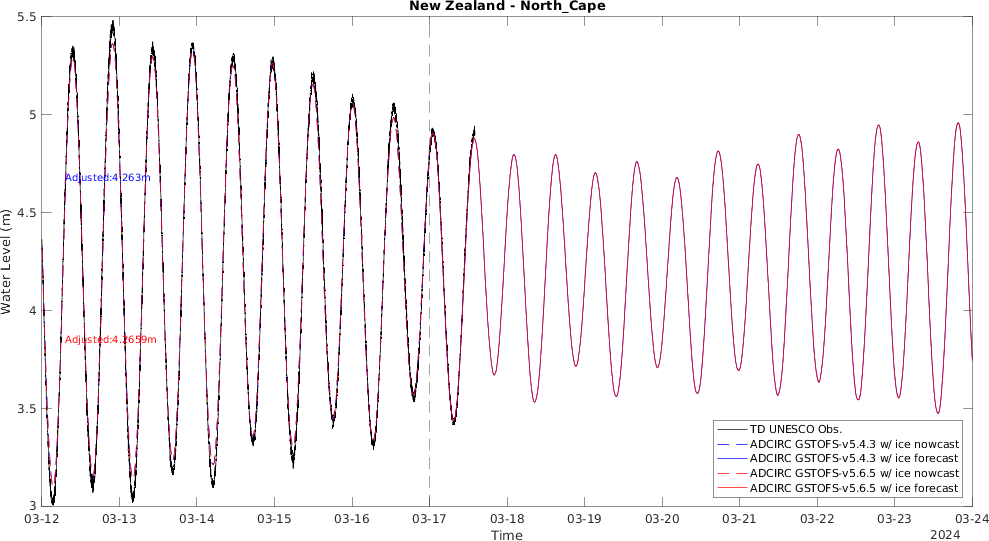 New Zealand - North_Cape
5.5
5
4.5
4
3.5
3
Water Level (m)
Adjusted:4.263m
Adjusted:4.2659m
TD UNESCO Obs.
ADCIRC GSTOFS-v5.4.3 w/ ice nowcast
ADCIRC GSTOFS-v5.4.3 w/ ice forecast
ADCIRC GSTOFS-v5.6.5 w/ ice nowcast
ADCIRC GSTOFS-v5.6.5 w/ ice forecast
03-12 03-13 03-14 03-15 03-16 03-17 03-18 03-19 03-20 03-21 03-22 03-23 03-24
Time
2024